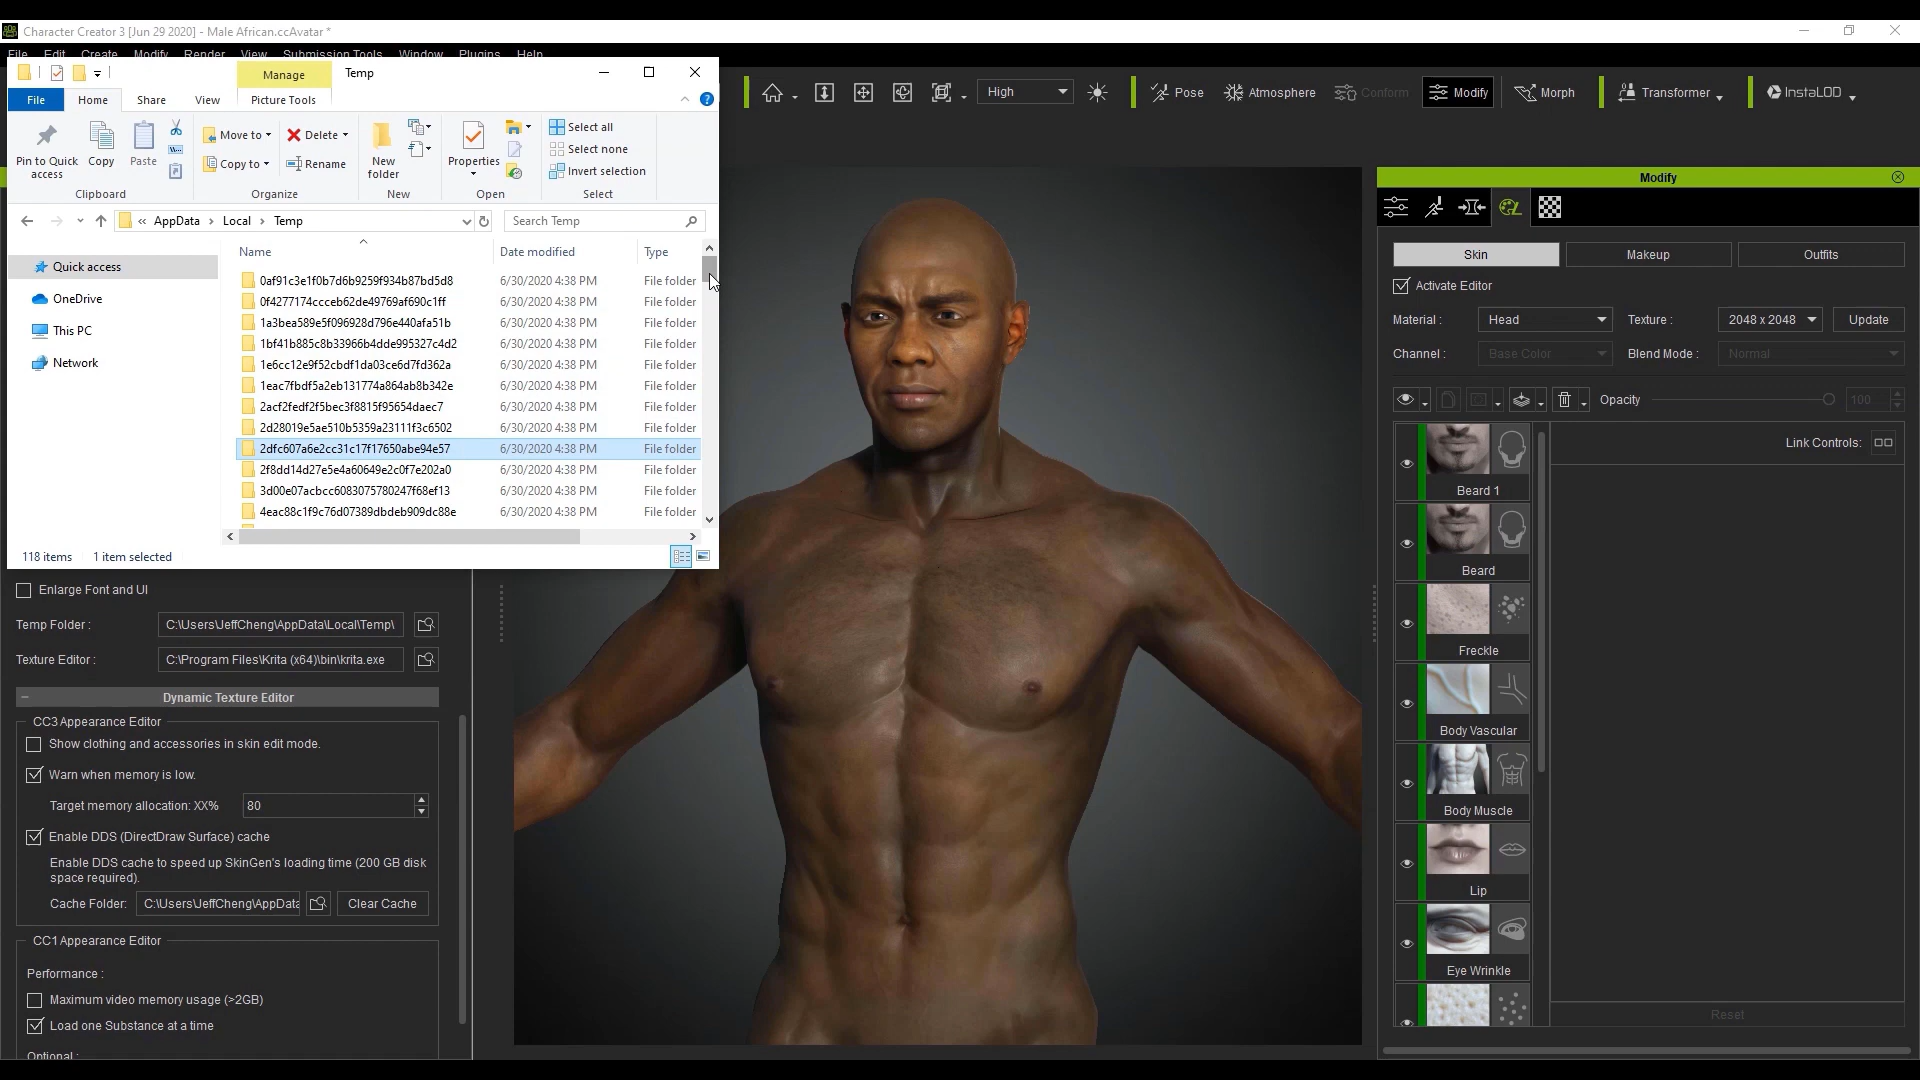 Character Creator 3 [Jun 29 2020] - Male African.ccAvatar *
File Edit Create Modify Render View Submission Tools Window Plugins Help
Manage
Temp
File
Home
Share
View
Picture Tools
Pin to Quick access
Copy
Paste
Clipboard
Move to
Copy to
Delete
Rename
Organize
New folder
New
Properties
Open
Select all
Select none
Invert selection
Select
« AppData > Local > Temp
Search Temp
Quick access
OneDrive
This PC
Network
Name Date modified Type
0af91c3e1f0b7d6b9259f934b87bd5d8 6/30/2020 4:38 PM File folder
0f4277174ccceb62de49769af690c1ff 6/30/2020 4:38 PM File folder
1a3bea589e5f096928d796e440afa51b 6/30/2020 4:38 PM File folder
1bf41b885c8b33966b4dde995327c4d2 6/30/2020 4:38 PM File folder
1e6cc12e9f52cbdf1da03ce6d7fd362a 6/30/2020 4:38 PM File folder
1eac7fbdf5a2eb131774a864ab8b342e 6/30/2020 4:38 PM File folder
2acf2fedf2f5bec3f8815f95654daec7 6/30/2020 4:38 PM File folder
2d28019e5ae510b5359a23111f3c6502 6/30/2020 4:38 PM File folder
2dfc607a6e2cc31c17f17650abe94e57 6/30/2020 4:38 PM File folder
2f8dd14d27e5e4a60649e2c0f7e202a0 6/30/2020 4:38 PM File folder
3d00e07acbcc6083075780247f68ef13 6/30/2020 4:38 PM File folder
4eac88c1f9c76d07389dbdeb909dc88e 6/30/2020 4:38 PM File folder
118 items 1 item selected
Enlarge Font and UI
Temp Folder : C:\Users\JeffCheng\AppData\Local\Temp\
Texture Editor : C:\Program Files\Krita (x64)\bin\krita.exe
Dynamic Texture Editor
CC3 Appearance Editor
Show clothing and accessories in skin edit mode.
Warn when memory is low.
Target memory allocation: XX% 80
Enable DDS (DirectDraw Surface) cache
Enable DDS cache to speed up SkinGen's loading time (200 GB disk
space required).
Cache Folder: C:\Users\JeffCheng\AppData Clear Cache
CC1 Appearance Editor
Performance :
Maximum video memory usage (>2GB)
Load one Substance at a time
Optional :
High
Pose
Atmosphere
Conform
Modify
Morph
Transformer
InstaLOD
Modify
Skin Makeup Outfits
Activate Editor
Material : Head Texture : 2048 x 2048 Update
Channel : Base Color Blend Mode : Normal
Opacity 100
Link Controls:
Beard 1
Beard
Freckle
Body Vascular
Body Muscle
Lip
Eye Wrinkle
Reset